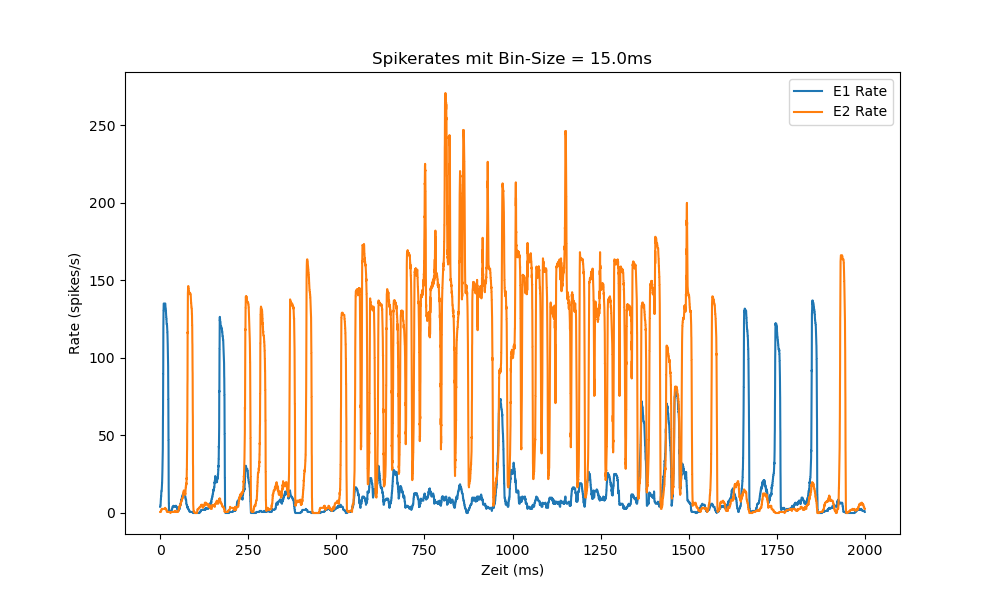 Spikerates mit Bin-Size = 15.0ms
E1 Rate
E2 Rate
Rate (spikes/s)
250
200
150
100
50
0
0 250 500 750 1000 1250 1500 1750 2000
Zeit (ms)